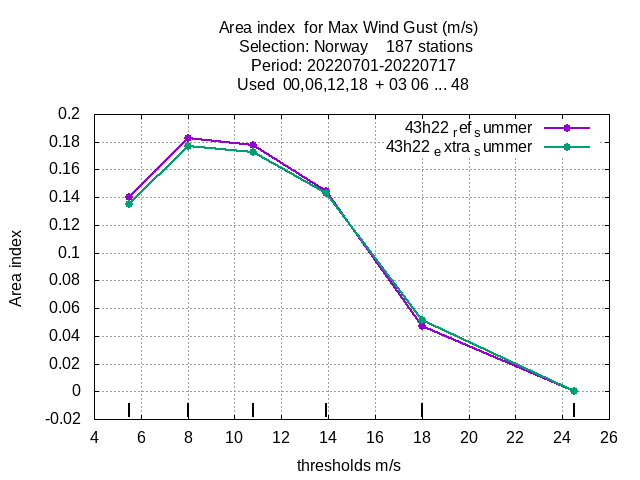 Area index for Max Wind Gust (m/s)
Selection: Norway 187 stations
Period: 20220701-20220717
Used 00,06,12,18 + 03 06 ... 48
43h22 ref summer
43h22 extra summer
Area index
0.2
0.18
0.16
0.14
0.12
0.1
0.08
0.06
0.04
0.02
0
-0.02
4 6 8 10 12 14 16 18 20 22 24 26
thresholds m/s